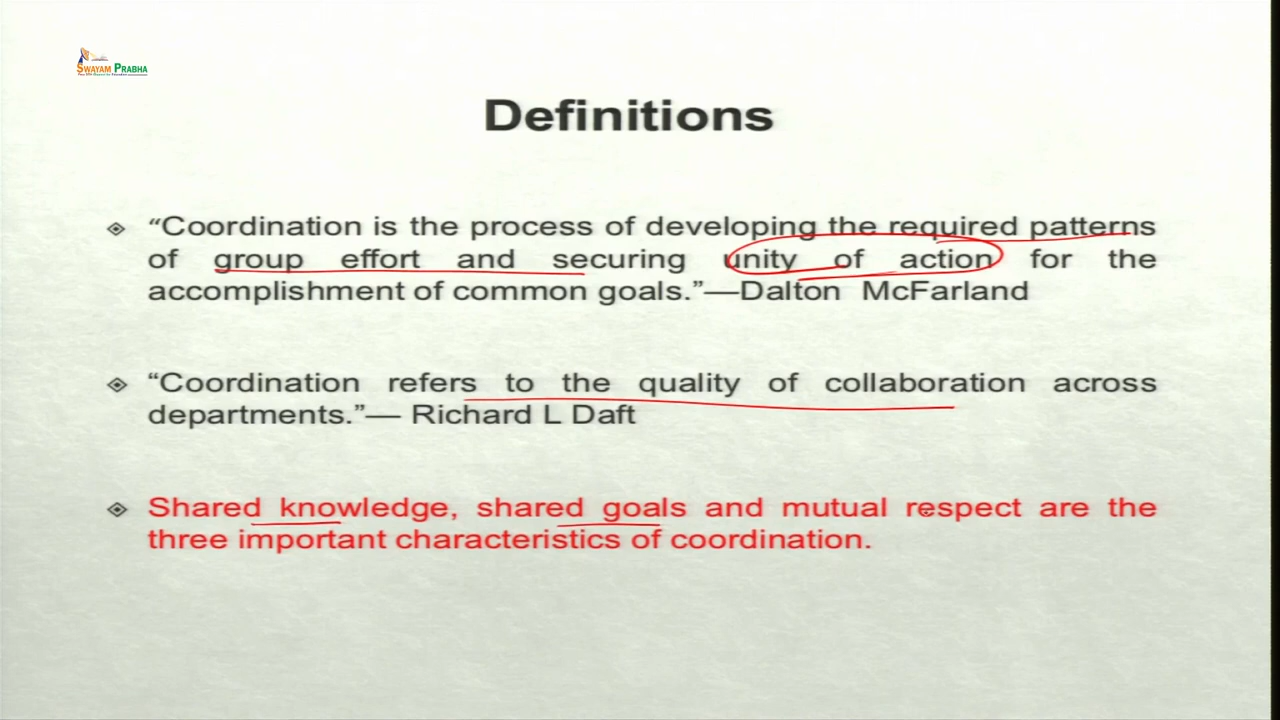 SWAYAM PRABHA
Definitions
“Coordination is the process of developing the required patterns
of group effort and securing unity of action for the
accomplishment of common goals.”—Dalton McFarland
“Coordination refers to the quality of collaboration across
departments.”— Richard L Daft
Shared knowledge, shared goals and mutual respect are the
three important characteristics of coordination.